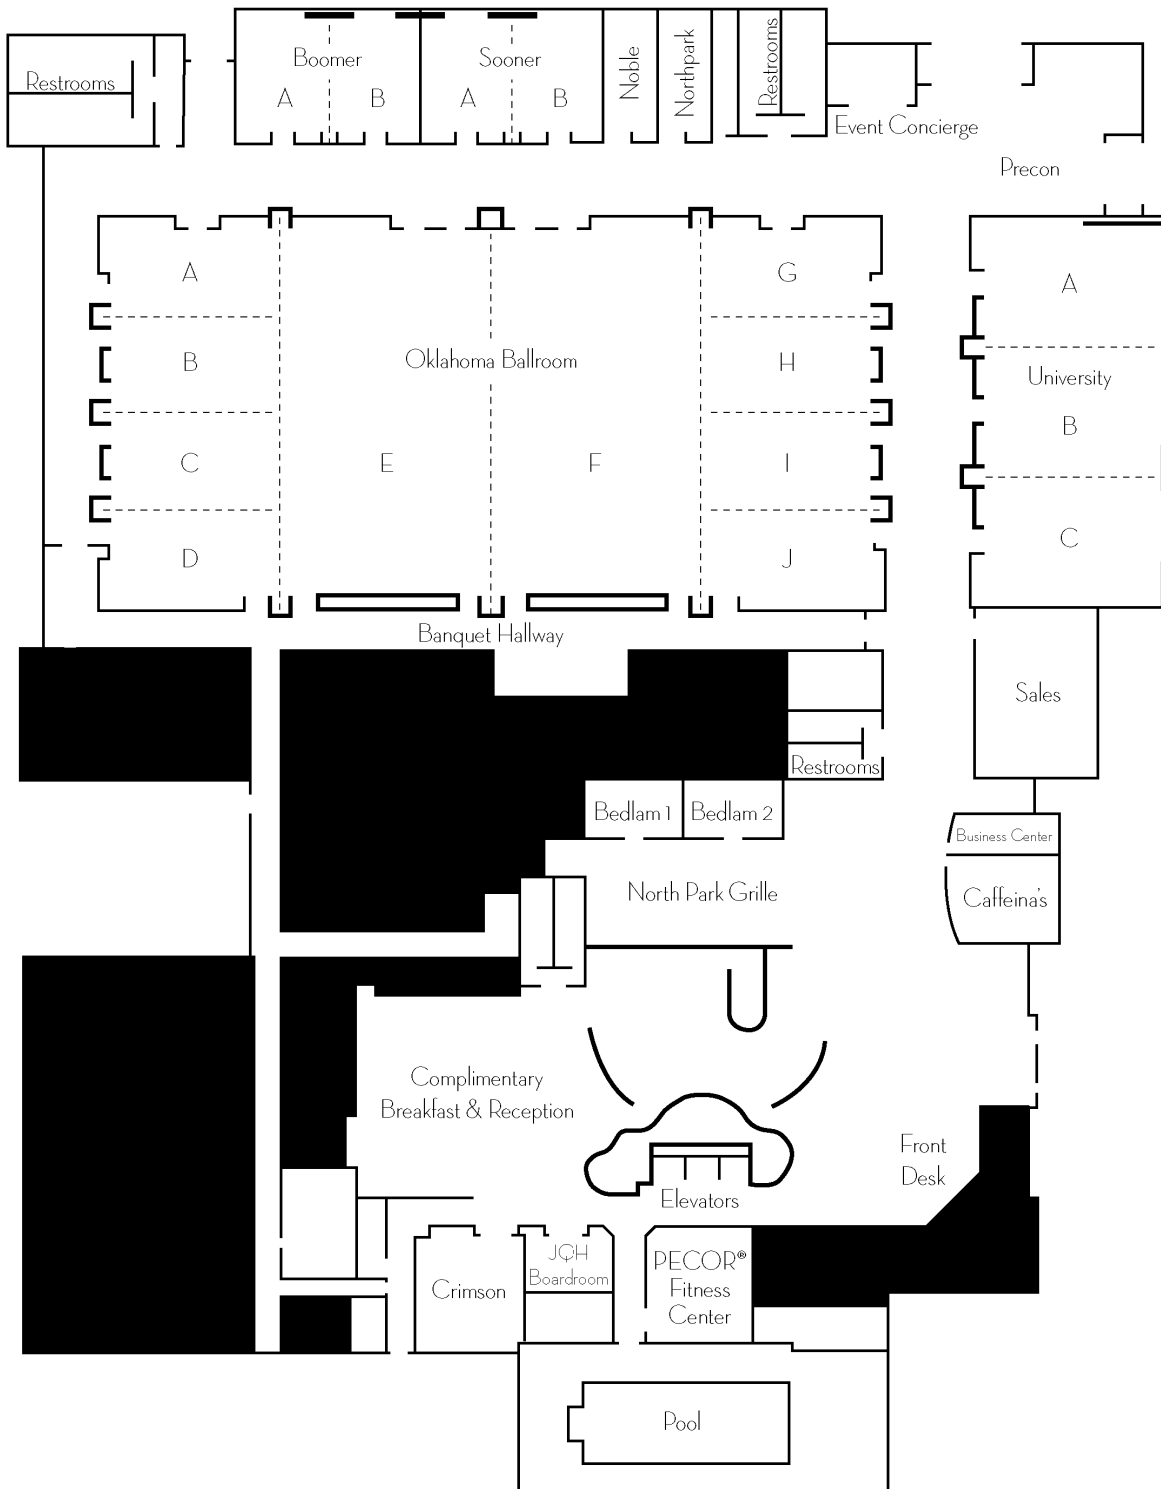 Restrooms
Boomer
A
B
Sooner
A
B
Noble
Northpark
Restrooms
Event Concierge
Precon
A
B
C
D
Oklahoma Ballroom
E
F
G
H
I
J
A
University
B
C
Banquet Hallway
Sales
Restrooms
Bedlam 1
Bedlam 2
Business Center
North Park Grille
Caffeina's
Complimentary
Breakfast & Reception
Front
Desk
Elevators
Crimson
JQH
Boardroom
PECOR®
Fitness
Center
Pool